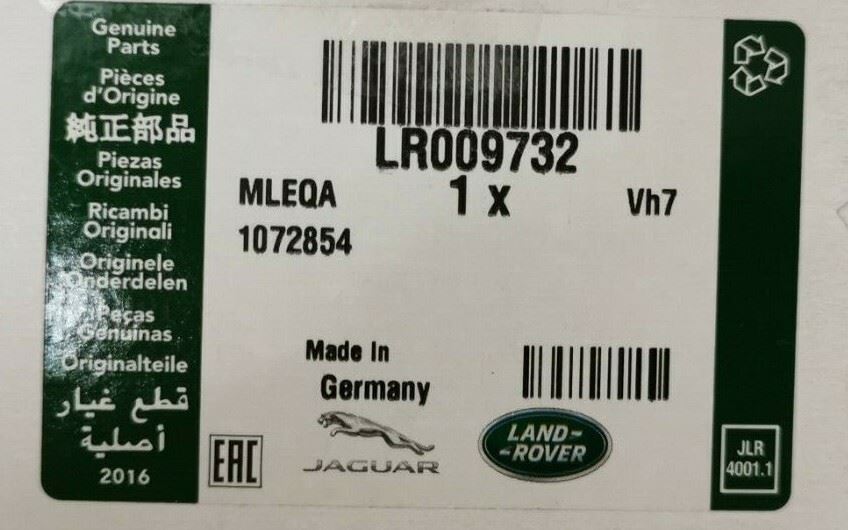 Genuine
Parts
Pièces
d'Origine
純正部品
Piezas
Originales
Ricambi
Originali
Originele
Onderdelen
Peças
Genuinas
Originalteile
قطع غيار
أصلية
2016
LR009732
MLEQA
1 x
Vh7
1072854
Made In
Germany
EAC
JAGUAR
LAND-
-ROVER
JLR
4001.1